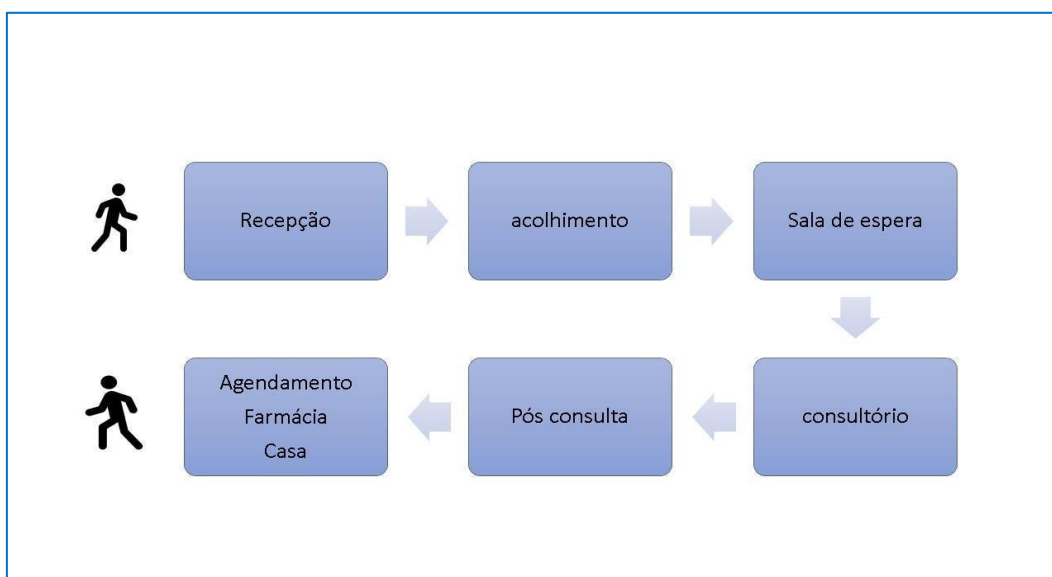 Recepção
acolhimento
Sala de espera
consultório
Pós consulta
Agendamento
Farmácia
Casa